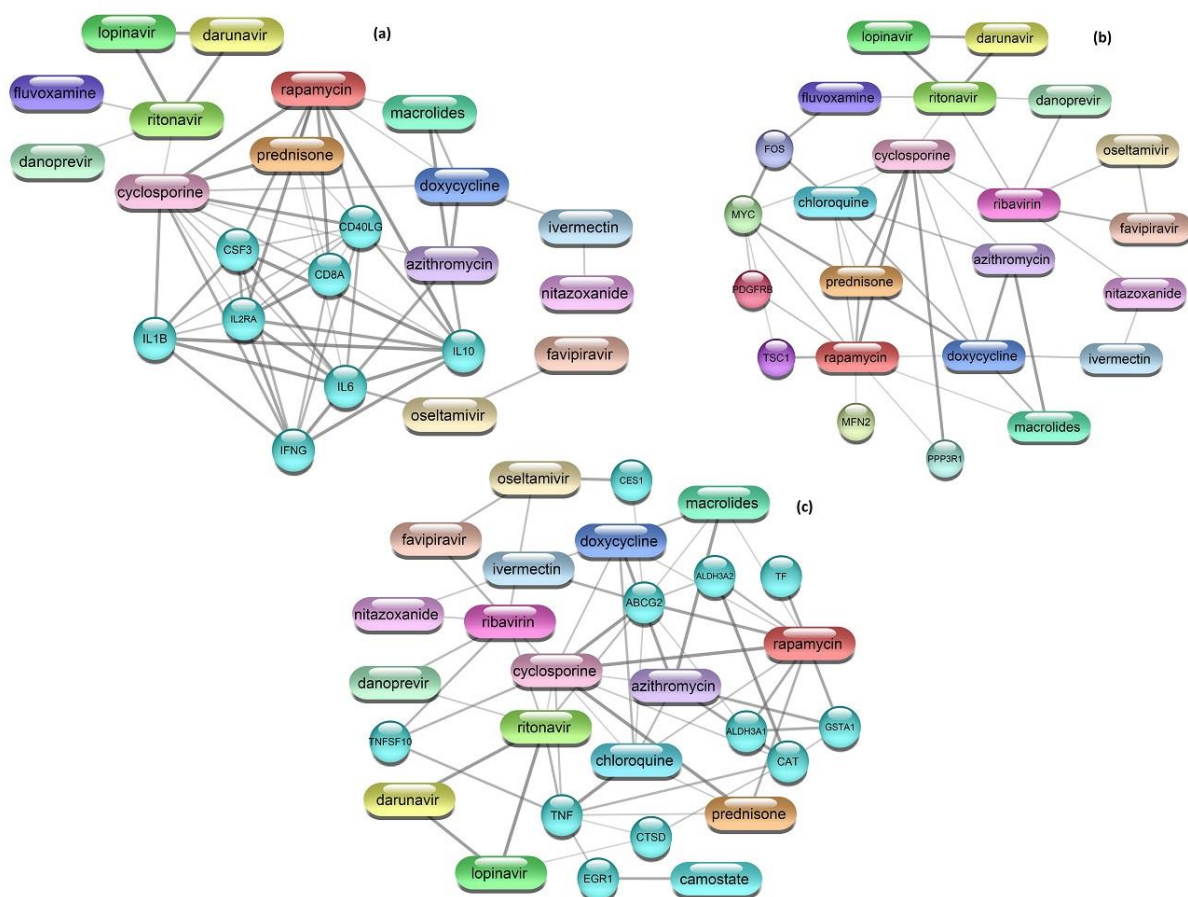 (a)
lopinavir
darunavir
fluvoxamine
rapamycin
macrolides
ritonavir
prednisone
danoprevir
cyclosporine
doxycycline
CD40LG
ivermectin
CSF3
CD8A
azithromycin
nitazoxanide
IL2RA
IL1B
IL10
favipiravir
IL6
oseltamivir
IFNG
(b)
lopinavir
darunavir
fluvoxamine
ritonavir
danoprevir
FOS
cyclosporine
oseltamivir
chloroquine
ribavirin
MYC
favipiravir
azithromycin
PDGFRB
prednisone
nitazoxanide
TSC1
rapamycin
doxycycline
ivermectin
MFN2
macrolides
PPP3R1
(c)
oseltamivir
CES1
macrolides
favipiravir
doxycycline
ivermectin
ALDH3A2
TF
nitazoxanide
ribavirin
ABCG2
rapamycin
cyclosporine
danoprevir
azithromycin
ritonavir
TNFSF10
ALDH3A1
GSTA1
chloroquine
CAT
darunavir
TNF
prednisone
CTSD
lopinavir
EGR1
camostate